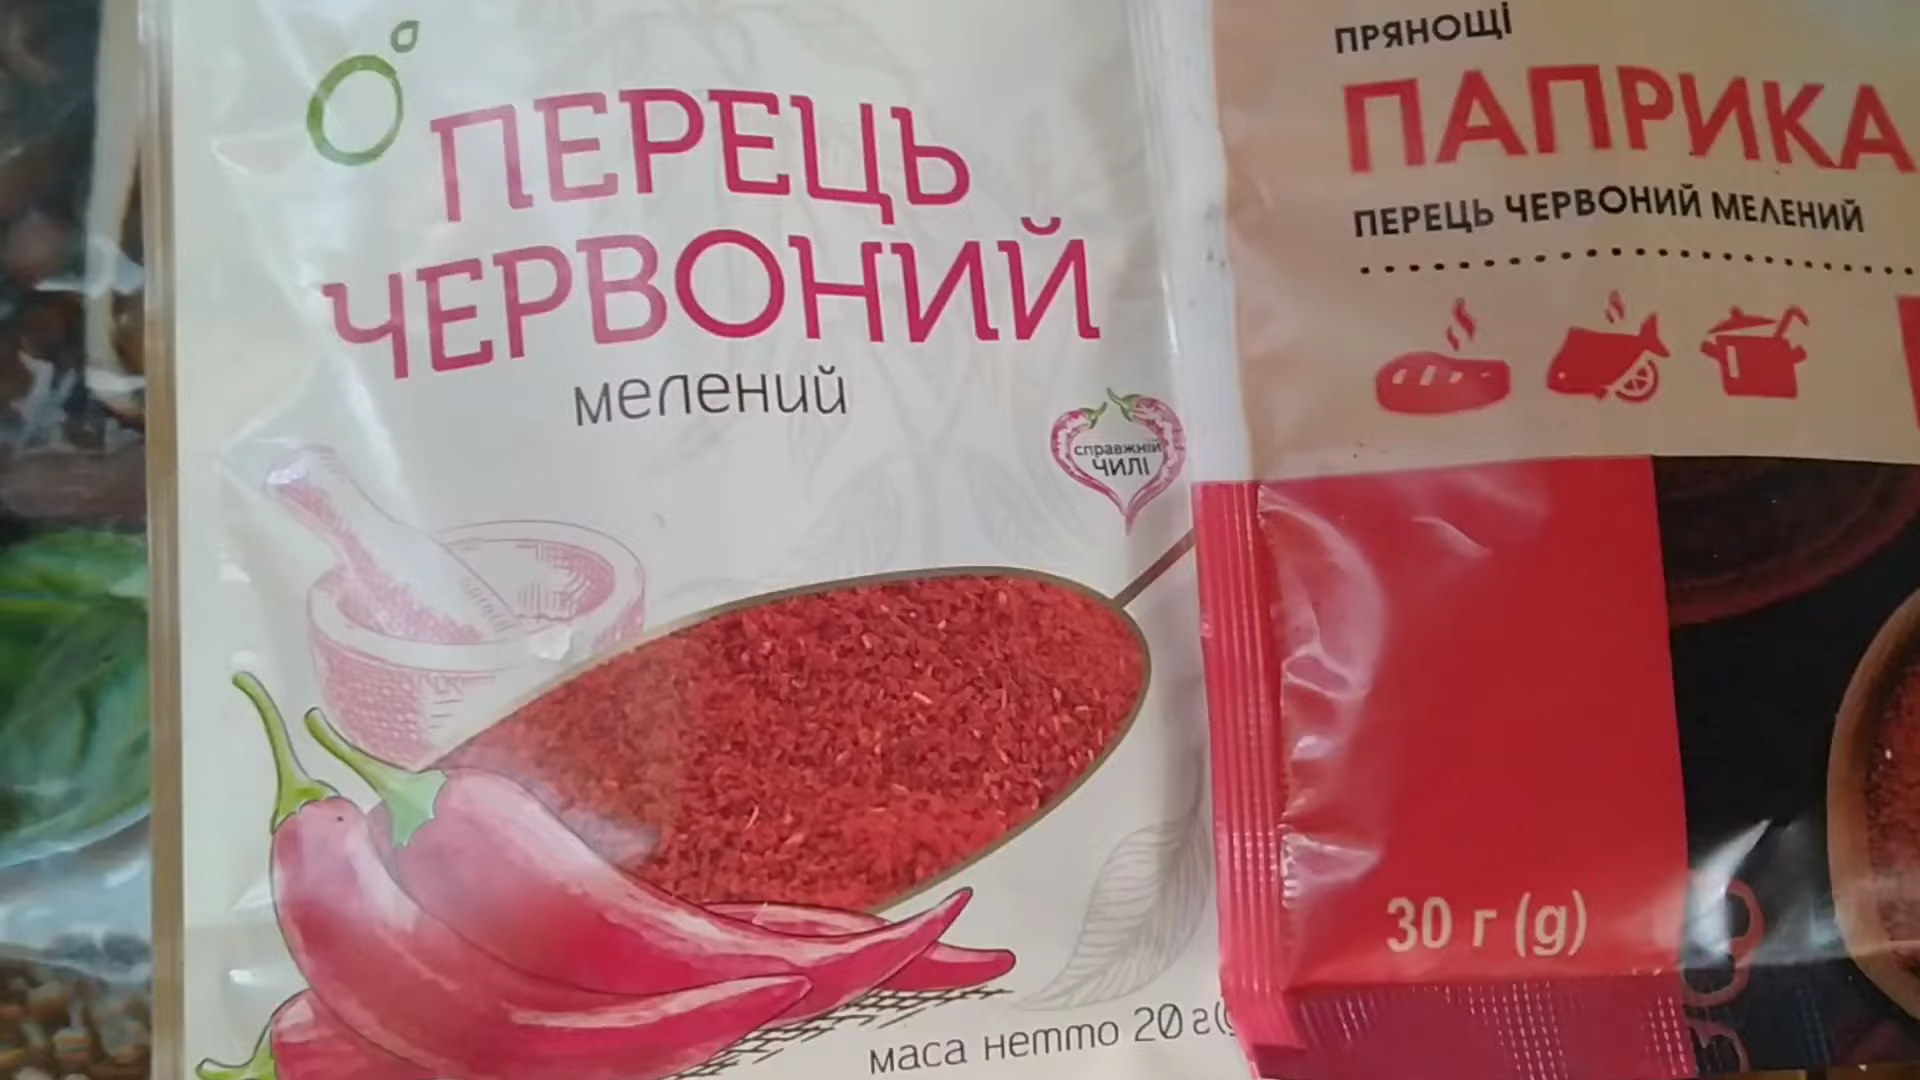 ПЕРЕЦЬ
ЧЕРВОНИЙ
мелений
справжній
ЧИЛІ
маса нетто 20 г (
ПРЯНОЩІ
ПАПРИКА
ПЕРЕЦЬ ЧЕРВОНИЙ МЕЛЕНИЙ
30 г (g)